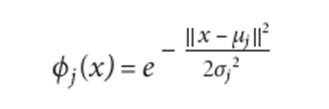 ϕⱼ(x) = e^(− ||x − μⱼ||² / 2σⱼ²)